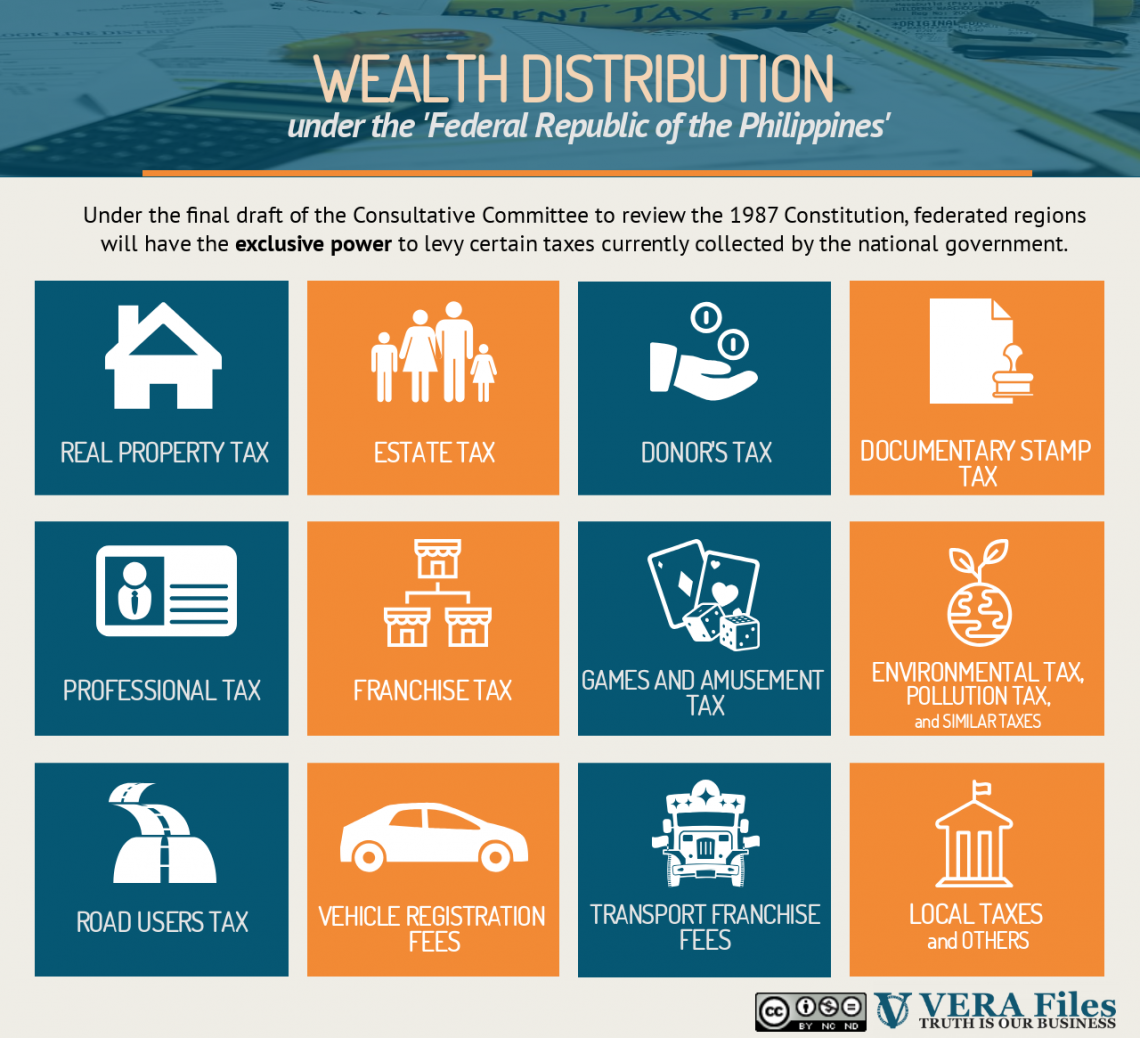 CURRENT TAX FILE
WEALTH DISTRIBUTION
under the 'Federal Republic of the Philippines'
Under the final draft of the Consultative Committee to review the 1987 Constitution, federated regions
will have the exclusive power to levy certain taxes currently collected by the national government.
REAL PROPERTY TAX
ESTATE TAX
DONOR'S TAX
DOCUMENTARY STAMP
TAX
PROFESSIONAL TAX
FRANCHISE TAX
GAMES AND AMUSEMENT
TAX
ENVIRONMENTAL TAX,
POLLUTION TAX,
and SIMILAR TAXES
ROAD USERS TAX
VEHICLE REGISTRATION
FEES
TRANSPORT FRANCHISE
FEES
LOCAL TAXES
and OTHERS
cc
BY NC ND
VERA Files
TRUTH IS OUR BUSINESS